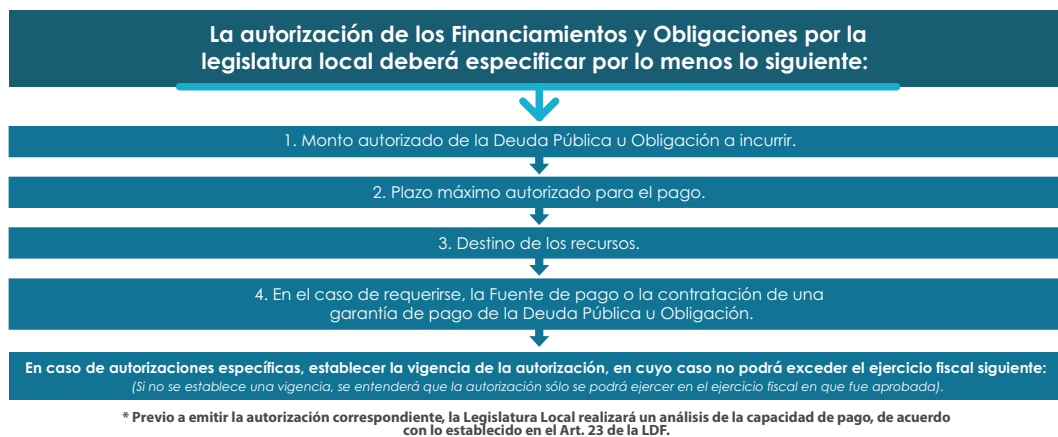 La autorización de los Financiamientos y Obligaciones por la
legislatura local deberá especificar por lo menos lo siguiente:
1. Monto autorizado de la Deuda Pública u Obligación a incurrir.
2. Plazo máximo autorizado para el pago.
3. Destino de los recursos.
4. En el caso de requerirse, la Fuente de pago o la contratación de una
garantía de pago de la Deuda Pública u Obligación.
En caso de autorizaciones específicas, establecer la vigencia de la autorización, en cuyo caso no podrá exceder el ejercicio fiscal siguiente:
(Si no se establece una vigencia, se entenderá que la autorización sólo se podrá ejercer en el ejercicio fiscal en que fue aprobada).
* Previo a emitir la autorización correspondiente, la Legislatura Local realizará un análisis de la capacidad de pago, de acuerdo
con lo establecido en el Art. 23 de la LDF.